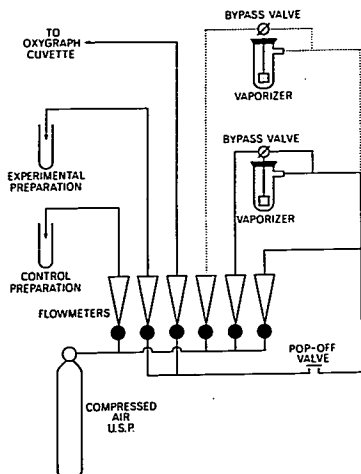 TO
OXYGRAPH
CUVETTE
BYPASS VALVE
VAPORIZER
BYPASS VALVE
VAPORIZER
EXPERIMENTAL
PREPARATION
CONTROL
PREPARATION
FLOWMETERS
POP-OFF
VALVE
COMPRESSED
AIR
U.S.P.